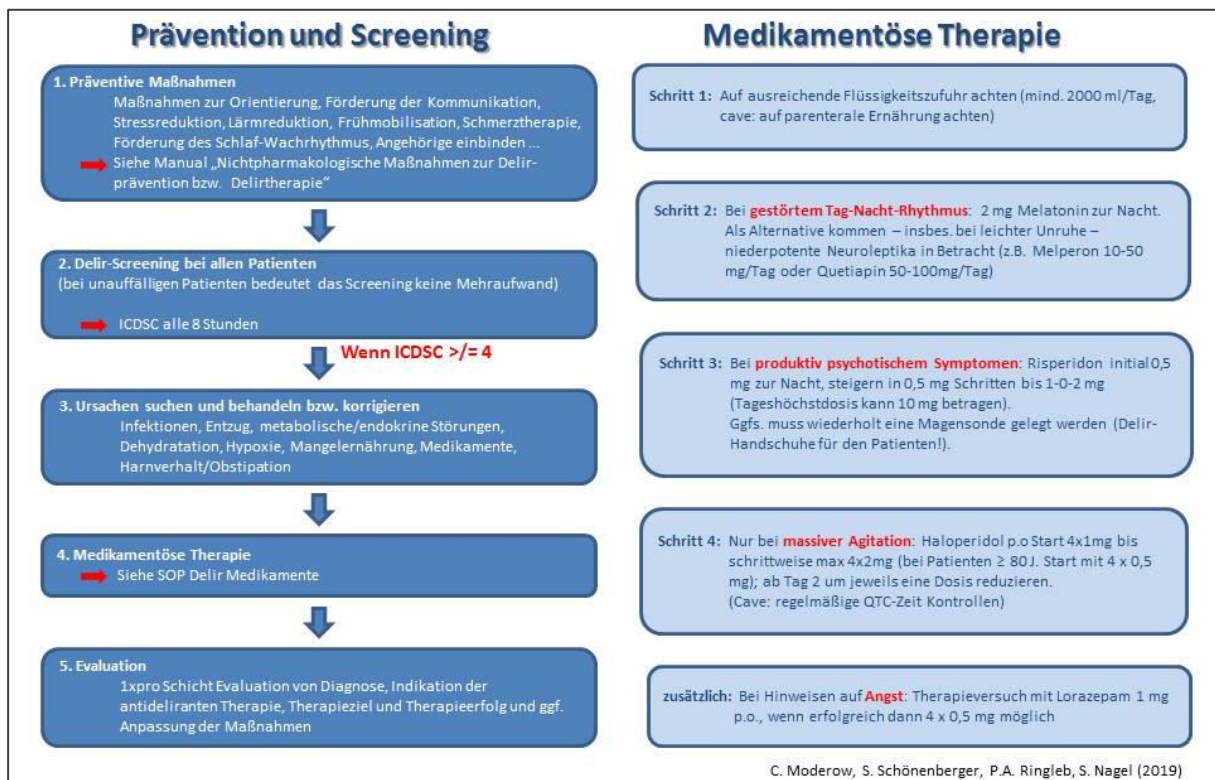 Prävention und Screening
1. Präventive Maßnahmen
Maßnahmen zur Orientierung, Förderung der Kommunikation,
Stressreduktion, Lärmreduktion, Frühmobilisation, Schmerztherapie,
Förderung des Schlaf-Wachrhythmus, Angehörige einbinden ...
Siehe Manual „Nichtpharmakologische Maßnahmen zur Delir-
prävention bzw. Delirtherapie“
2. Delir-Screening bei allen Patienten
(bei unauffälligen Patienten bedeutet das Screening keine Mehraufwand)
ICDSC alle 8 Stunden
Wenn ICDSC >/= 4
3. Ursachen suchen und behandeln bzw. korrigieren
Infektionen, Entzug, metabolische/endokrine Störungen,
Dehydratation, Hypoxie, Mangelernährung, Medikamente,
Harnverhalt/Obstipation
4. Medikamentöse Therapie
Siehe SOP Delir Medikamente
5. Evaluation
1xpro Schicht Evaluation von Diagnose, Indikation der
antideliranten Therapie, Therapieziel und Therapieerfolg und ggf.
Anpassung der Maßnahmen
Medikamentöse Therapie
Schritt 1: Auf ausreichende Flüssigkeitszufuhr achten (mind. 2000 ml/Tag,
cave: auf parenterale Ernährung achten)
Schritt 2: Bei gestörtem Tag-Nacht-Rhythmus: 2 mg Melatonin zur Nacht.
Als Alternative kommen – insbes. bei leichter Unruhe –
niederpotente Neuroleptika in Betracht (z.B. Melperon 10-50
mg/Tag oder Quetiapin 50-100mg/Tag)
Schritt 3: Bei produktiv psychotischem Symptomen: Risperidon initial 0,5
mg zur Nacht, steigern in 0,5 mg Schritten bis 1-0-2 mg
(Tageshöchstdosis kann 10 mg betragen).
Ggfs. muss wiederholt eine Magensonde gelegt werden (Delir-
Handschuhe für den Patienten!).
Schritt 4: Nur bei massiver Agitation: Haloperidol p.o Start 4x1mg bis
schrittweise max 4x2mg (bei Patienten ≥ 80 J. Start mit 4 x 0,5
mg); ab Tag 2 um jeweils eine Dosis reduzieren.
(Cave: regelmäßige QTC-Zeit Kontrollen)
zusätzlich: Bei Hinweisen auf Angst: Therapieversuch mit Lorazepam 1 mg
p.o., wenn erfolgreich dann 4 x 0,5 mg möglich
C. Moderow, S. Schönenberger, P.A. Ringleb, S. Nagel (2019)